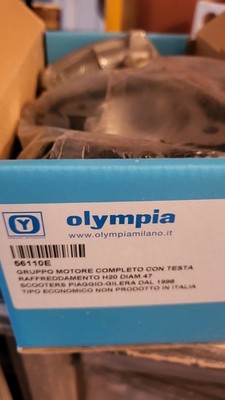 olympia
www.olympiamilano.it
56110E
GRUPPO MOTORE COMPLETO CON TESTA
RAFFREDDAMENTO H20 DIAM.47
SCOOTERS PIAGGIO-GILERA DAL 1998
TIPO ECONOMICO NON PRODOTTO IN ITALIA